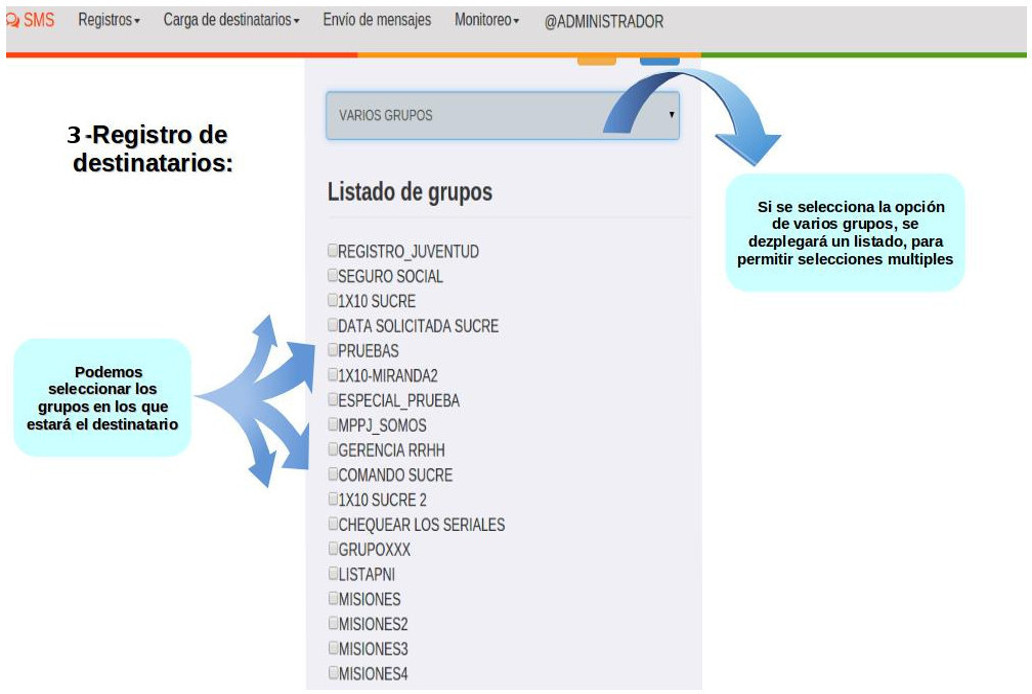 SMS Registros Carga de destinatarios Envío de mensajes Monitoreo @ADMINISTRADOR
3 -Registro de
destinatarios:
VARIOS GRUPOS
Si se selecciona la opción
de varios grupos, se
dezplegará un listado, para
permitir selecciones multiples
Listado de grupos
REGISTRO_JUVENTUD
SEGURO SOCIAL
1X10 SUCRE
DATA SOLICITADA SUCRE
PRUEBAS
1X10-MIRANDA2
ESPECIAL_PRUEBA
MPPJ_SOMOS
GERENCIA RRHH
COMANDO SUCRE
1X10 SUCRE 2
CHEQUEAR LOS SERIALES
GRUPOXXX
LISTAPNI
MISIONES
MISIONES2
MISIONES3
MISIONES4
Podemos
seleccionar los
grupos en los que
estará el destinatario